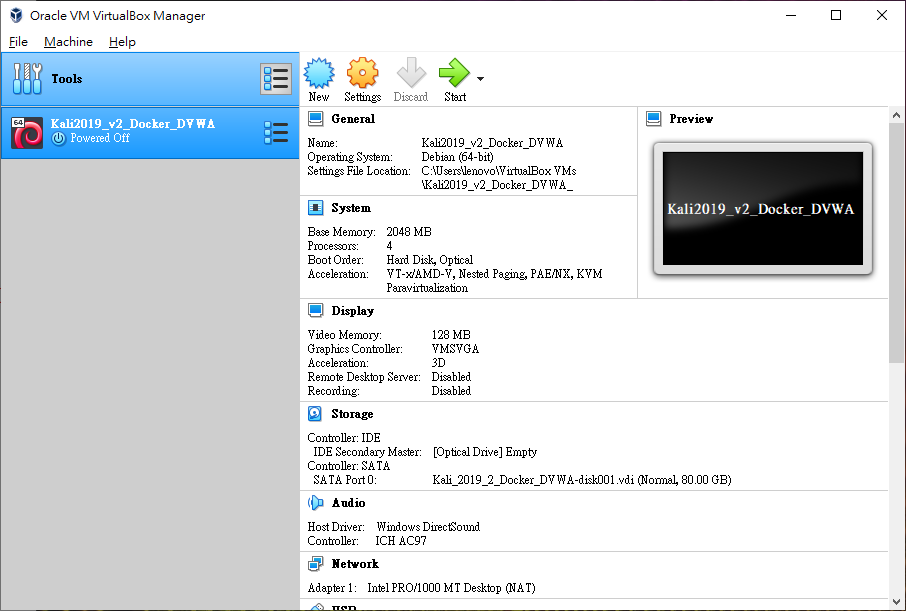 Oracle VM VirtualBox Manager
File Machine Help
Tools
64
Kali2019_v2_Docker_DVWA
Powered Off
New Settings Discard Start
General
Name: Kali2019_v2_Docker_DVWA
Operating System: Debian (64-bit)
Settings File Location: C:\Users\lenovo\VirtualBox VMs
\Kali2019_v2_Docker_DVWA_
Preview
Kali2019_v2_Docker_DVWA
System
Base Memory: 2048 MB
Processors: 4
Boot Order: Hard Disk, Optical
Acceleration: VT-x/AMD-V, Nested Paging, PAE/NX, KVM
Paravirtualization
Display
Video Memory: 128 MB
Graphics Controller: VMSVGA
Acceleration: 3D
Remote Desktop Server: Disabled
Recording: Disabled
Storage
Controller: IDE
IDE Secondary Master: [Optical Drive] Empty
Controller: SATA
SATA Port 0: Kali_2019_2_Docker_DVWA-disk001.vdi (Normal, 80.00 GB)
Audio
Host Driver: Windows DirectSound
Controller: ICH AC97
Network
Adapter 1: Intel PRO/1000 MT Desktop (NAT)
USB